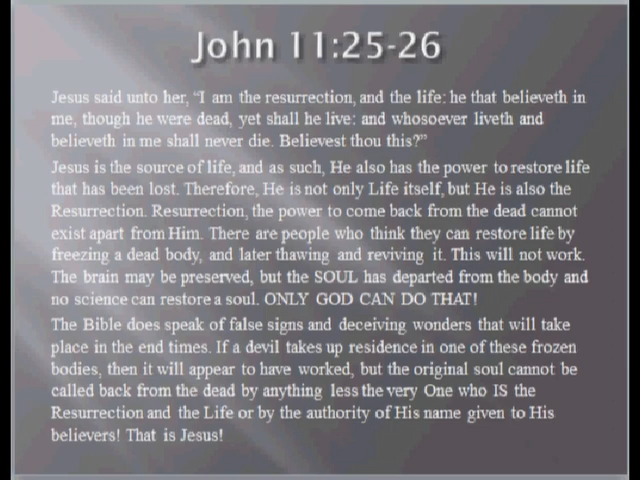 John 11:25-26
Jesus said unto her, “I am the resurrection, and the life: he that believeth in
me, though he were dead, yet shall he live: and whosoever liveth and
believeth in me shall never die. Believest thou this?”
Jesus is the source of life, and as such, He also has the power to restore life
that has been lost. Therefore, He is not only Life itself, but He is also the
Resurrection. Resurrection, the power to come back from the dead cannot
exist apart from Him. There are people who think they can restore life by
freezing a dead body, and later thawing and reviving it. This will not work.
The brain may be preserved, but the SOUL has departed from the body and
no science can restore a soul. ONLY GOD CAN DO THAT!
The Bible does speak of false signs and deceiving wonders that will take
place in the end times. If a devil takes up residence in one of these frozen
bodies, then it will appear to have worked, but the original soul cannot be
called back from the dead by anything less the very One who IS the
Resurrection and the Life or by the authority of His name given to His
believers! That is Jesus!